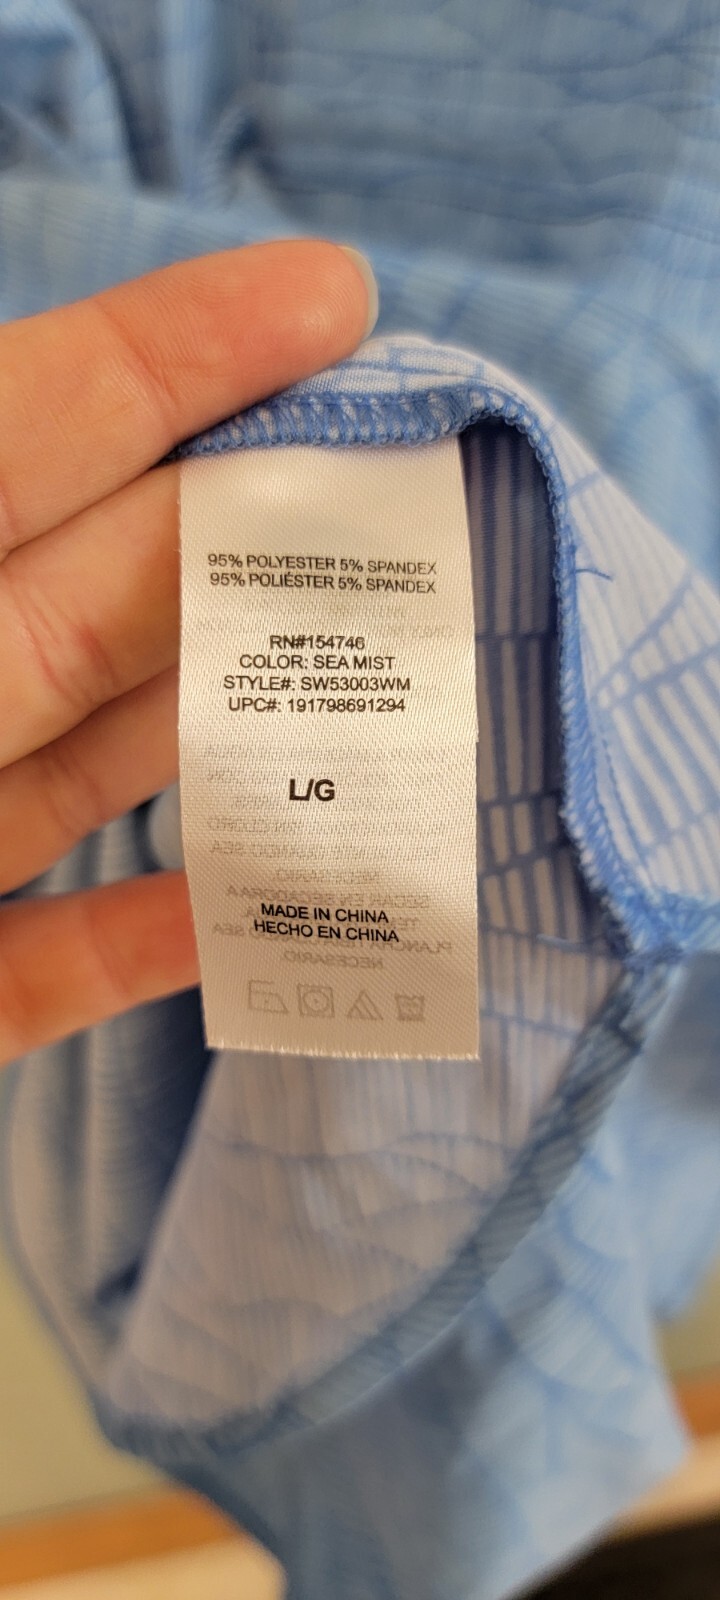 95% POLYESTER 5% SPANDEX
95% POLIÉSTER 5% SPANDEX
RN#154746
COLOR: SEA MIST
STYLE#: SW53003WM
UPC#: 191798691294
L/G
MADE IN CHINA
HECHO EN CHINA